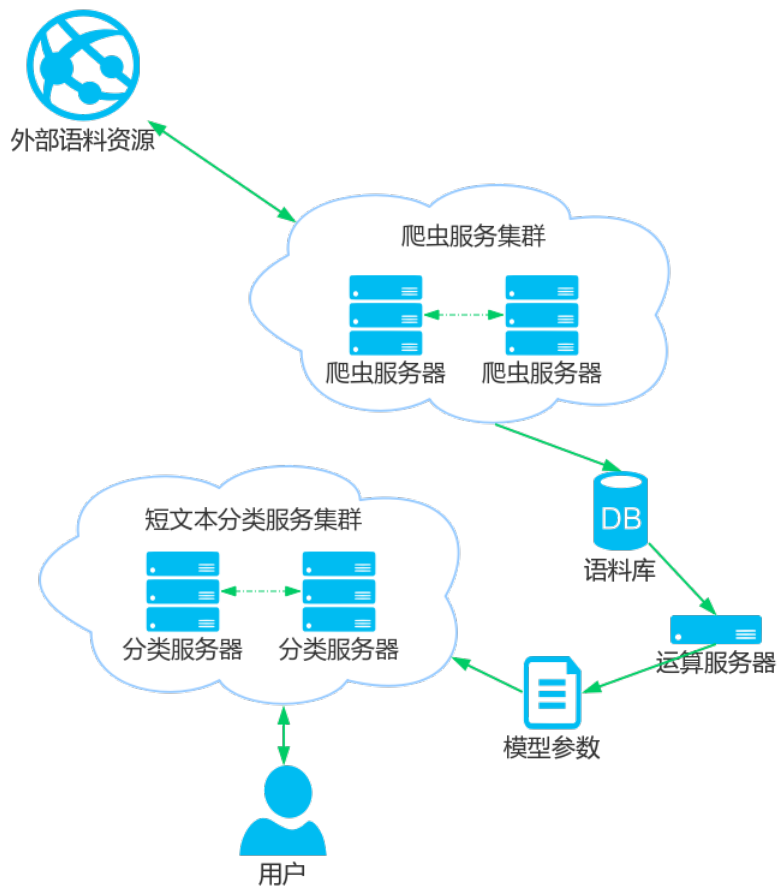 外部语料资源
爬虫服务集群
爬虫服务器
爬虫服务器
DB
语料库
短文本分类服务集群
分类服务器
分类服务器
运算服务器
模型参数
用户